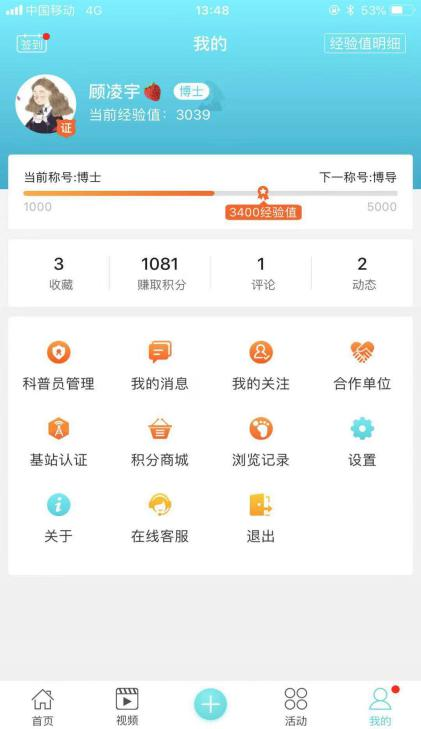 中国移动 4G 13:48 53%
签到 我的 经验值明细
顾凌宇 博士
当前经验值：3039
证
当前称号:博士 下一称号:博导
1000 3400经验值 5000
3 1081 1 2
收藏 赚取积分 评论 动态
科普员管理 我的消息 我的关注 合作单位
基站认证 积分商城 浏览记录 设置
关于 在线客服 退出
首页 视频 活动 我的